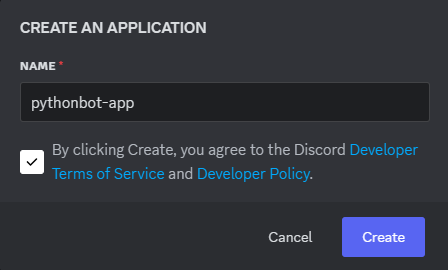 CREATE AN APPLICATION
NAME *
pythonbot-app
By clicking Create, you agree to the Discord Developer
Terms of Service and Developer Policy.
Cancel Create